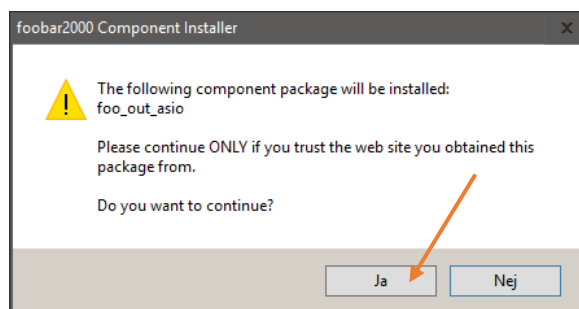 foobar2000 Component Installer
x
The following component package will be installed:
foo_out_asio
Please continue ONLY if you trust the web site you obtained this
package from.
Do you want to continue?
Ja
Nej